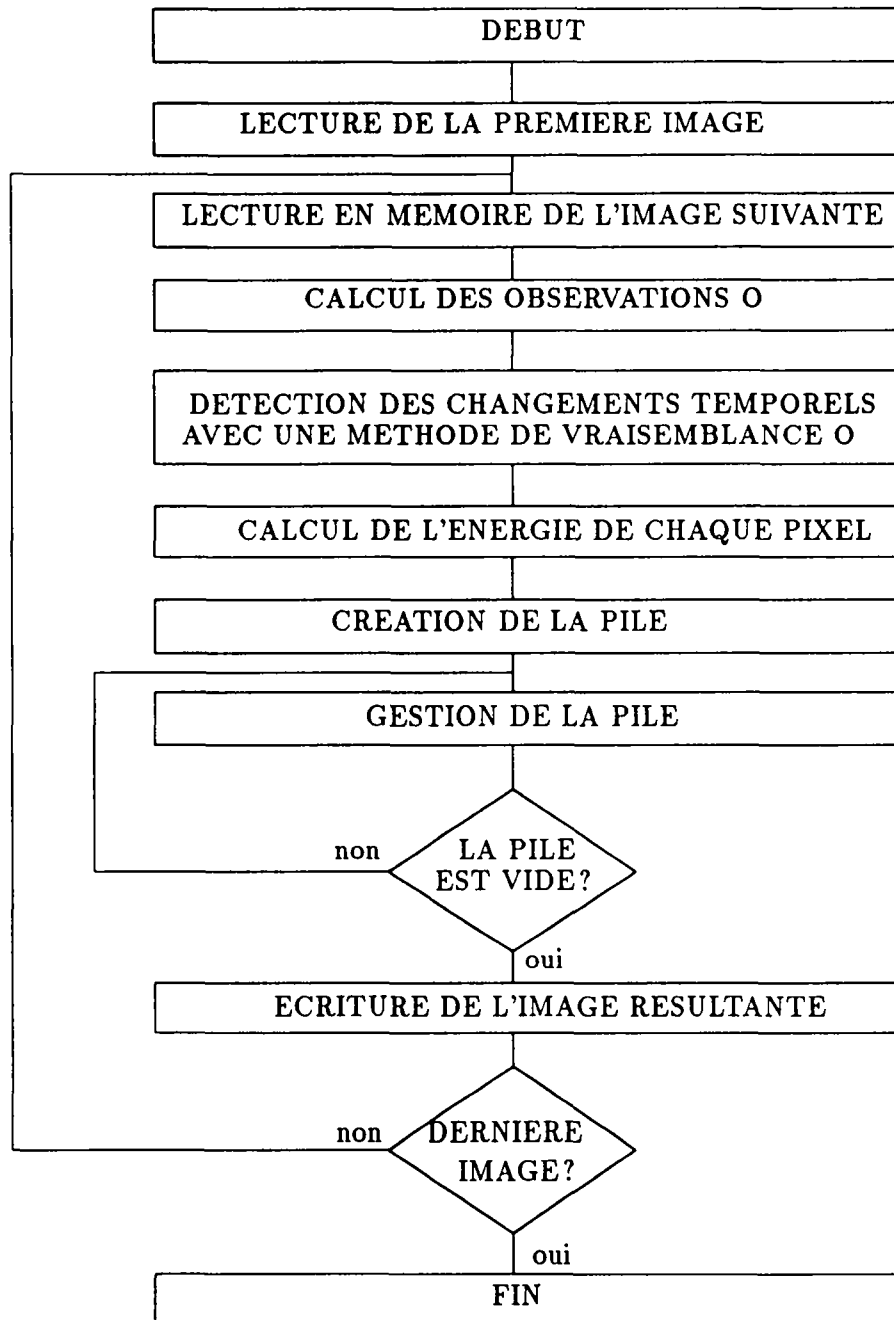 DEBUT
LECTURE DE LA PREMIERE IMAGE
LECTURE EN MEMOIRE DE L'IMAGE SUIVANTE
CALCUL DES OBSERVATIONS O
DETECTION DES CHANGEMENTS TEMPORELS
AVEC UNE METHODE DE VRAISEMBLANCE O
CALCUL DE L'ENERGIE DE CHAQUE PIXEL
CREATION DE LA PILE
GESTION DE LA PILE
non
LA PILE
EST VIDE?
oui
ECRITURE DE L'IMAGE RESULTANTE
non
DERNIERE
IMAGE?
oui
FIN